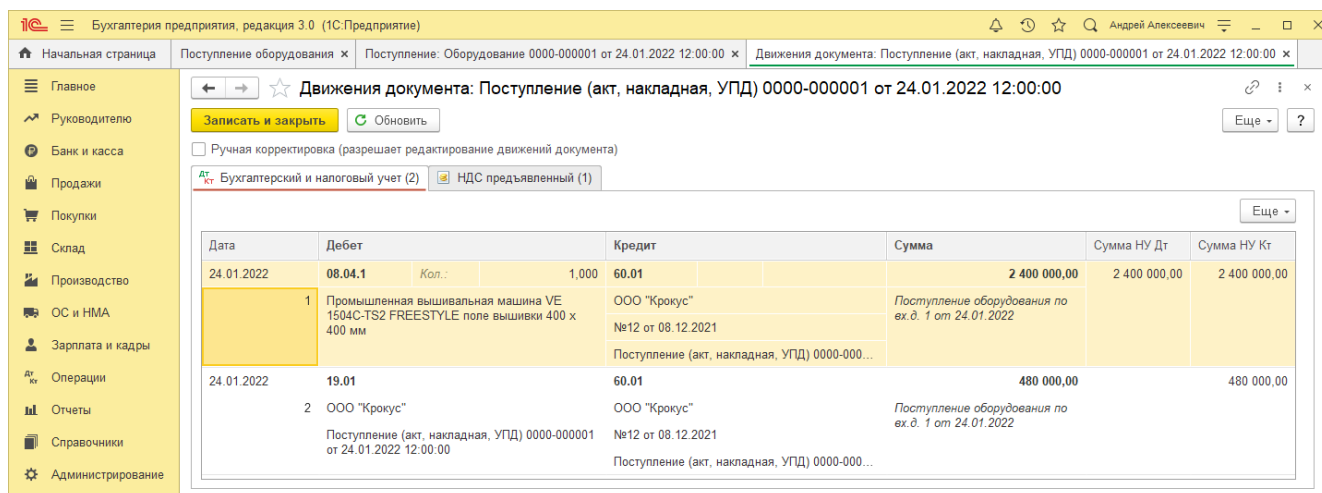 Бухгалтерия предприятия, редакция 3.0 (1С:Предприятие)
Андрей Алексеевич
Начальная страница
Поступление оборудования ×
Поступление: Оборудование 0000-000001 от 24.01.2022 12:00:00 ×
Движения документа: Поступление (акт, накладная, УПД) 0000-000001 от 24.01.2022 12:00:00 ×
Главное
Руководителю
Банк и касса
Продажи
Покупки
Склад
Производство
ОС и НМА
Зарплата и кадры
Операции
Отчеты
Справочники
Администрирование
Движения документа: Поступление (акт, накладная, УПД) 0000-000001 от 24.01.2022 12:00:00
Записать и закрыть
Обновить
Еще
?
Ручная корректировка (разрешает редактирование движений документа)
Бухгалтерский и налоговый учет (2)
НДС предъявленный (1)
Еще
Дата Дебет Кредит Сумма Сумма НУ Дт Сумма НУ Кт
24.01.2022 08.04.1 Кол.: 1,000 60.01 2 400 000,00 2 400 000,00 2 400 000,00
1 Промышленная вышивальная машина VE
1504C-TS2 FREESTYLE поле вышивки 400 x
400 мм
ООО "Крокус"
№12 от 08.12.2021
Поступление (акт, накладная, УПД) 0000-000...
Поступление оборудования по
вх.д. 1 от 24.01.2022
24.01.2022 19.01 60.01 480 000,00 480 000,00
2 ООО "Крокус"
Поступление (акт, накладная, УПД) 0000-000001
от 24.01.2022 12:00:00
ООО "Крокус"
№12 от 08.12.2021
Поступление (акт, накладная, УПД) 0000-000...
Поступление оборудования по
вх.д. 1 от 24.01.2022